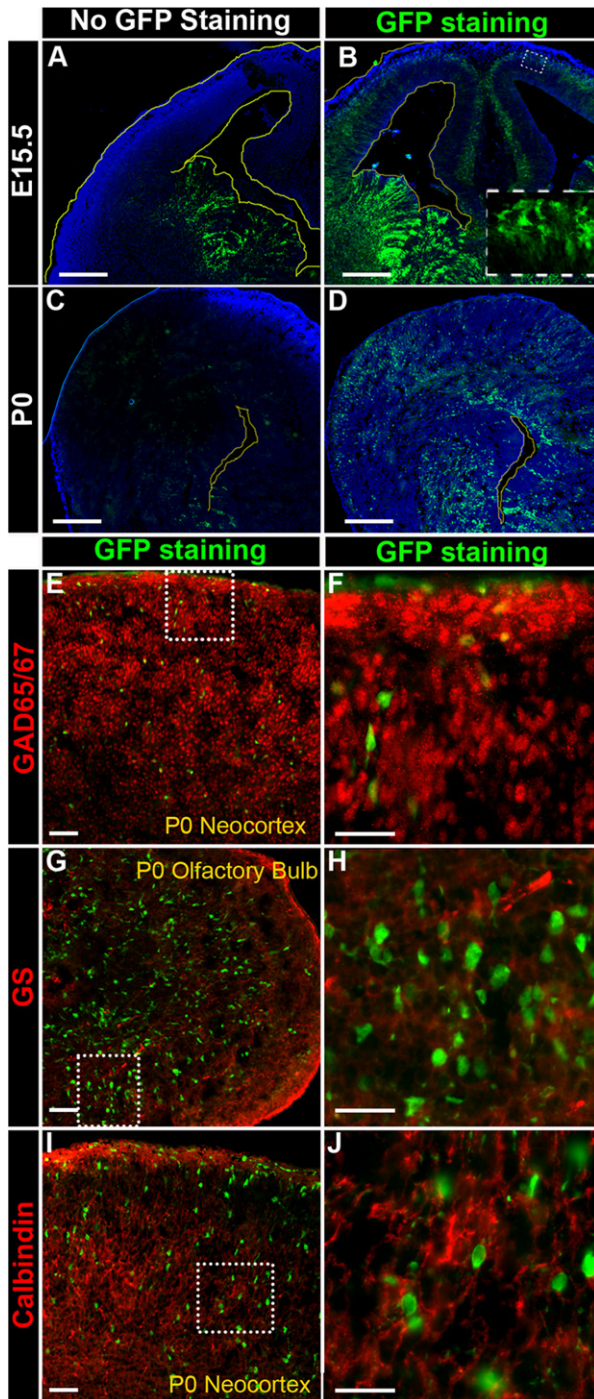 No GFP Staining
GFP staining
E15.5
A
B
P0
C
D
GFP staining
GFP staining
GAD65/67
E
F
P0 Neocortex
GS
G
P0 Olfactory Bulb
H
Calbindin
I
J
P0 Neocortex